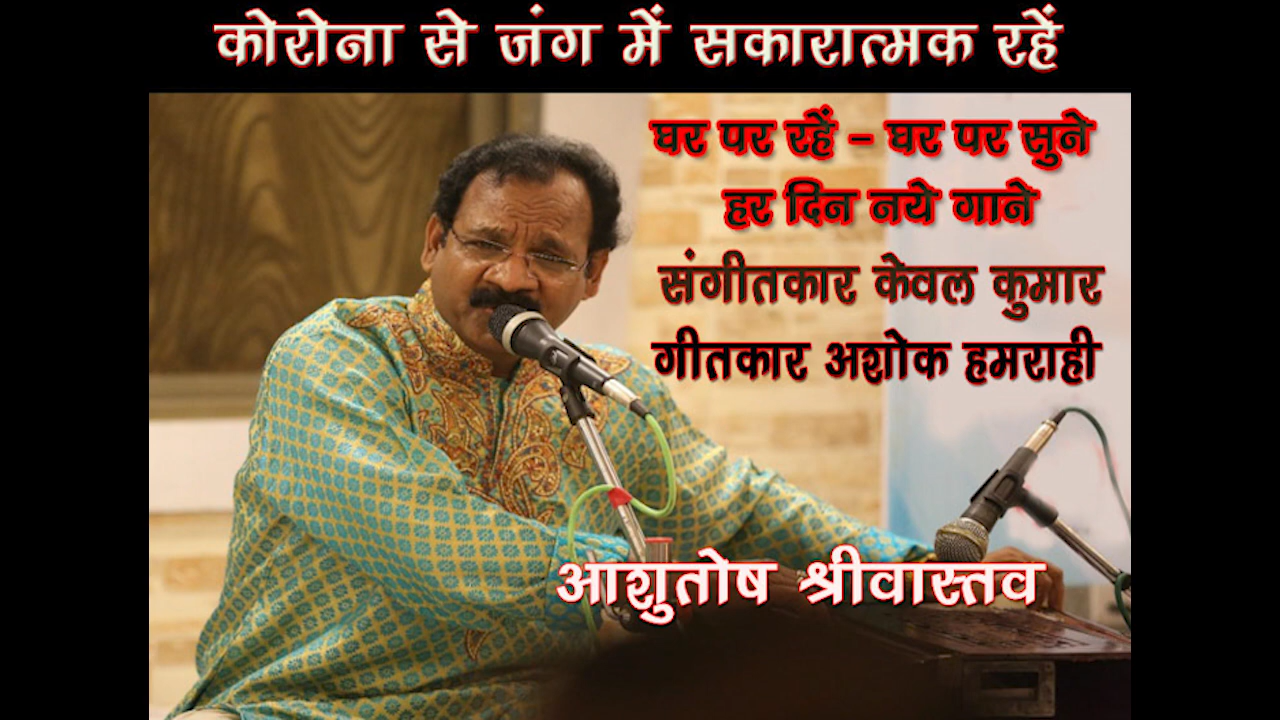 कोरोना से जंग में सकारात्मक रहें
घर पर रहें - घर पर सुने
हर दिन नये गाने
संगीतकार केवल कुमार
गीतकार अशोक हमराही
आशुतोष श्रीवास्तव